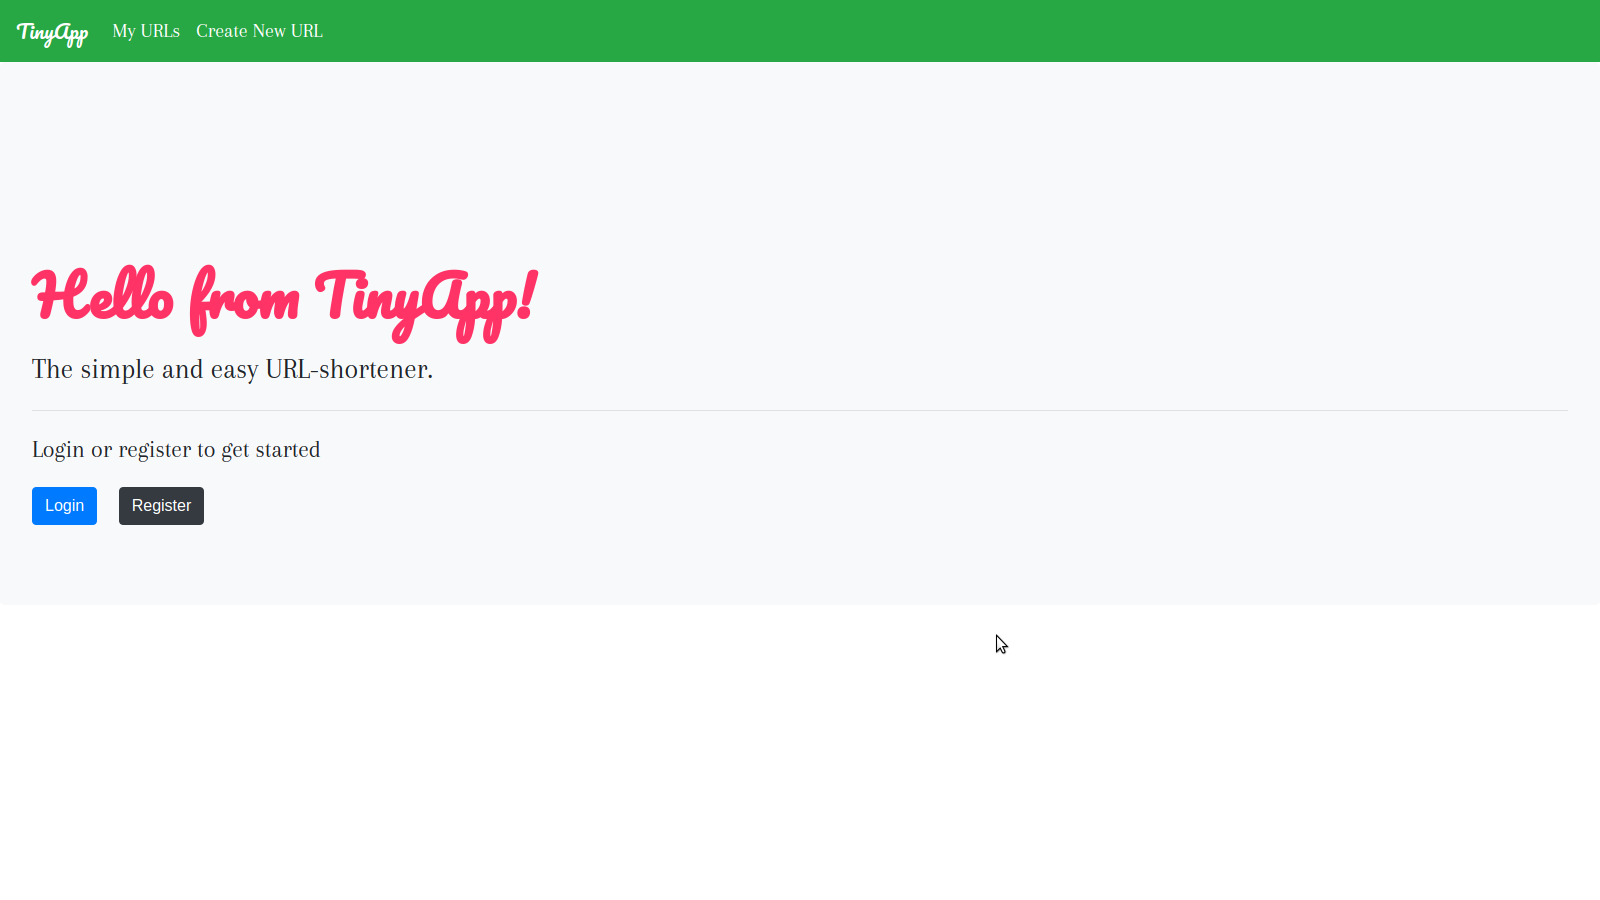 TinyApp My URLs Create New URL
Hello from TinyApp!
The simple and easy URL-shortener.
Login or register to get started
Login Register